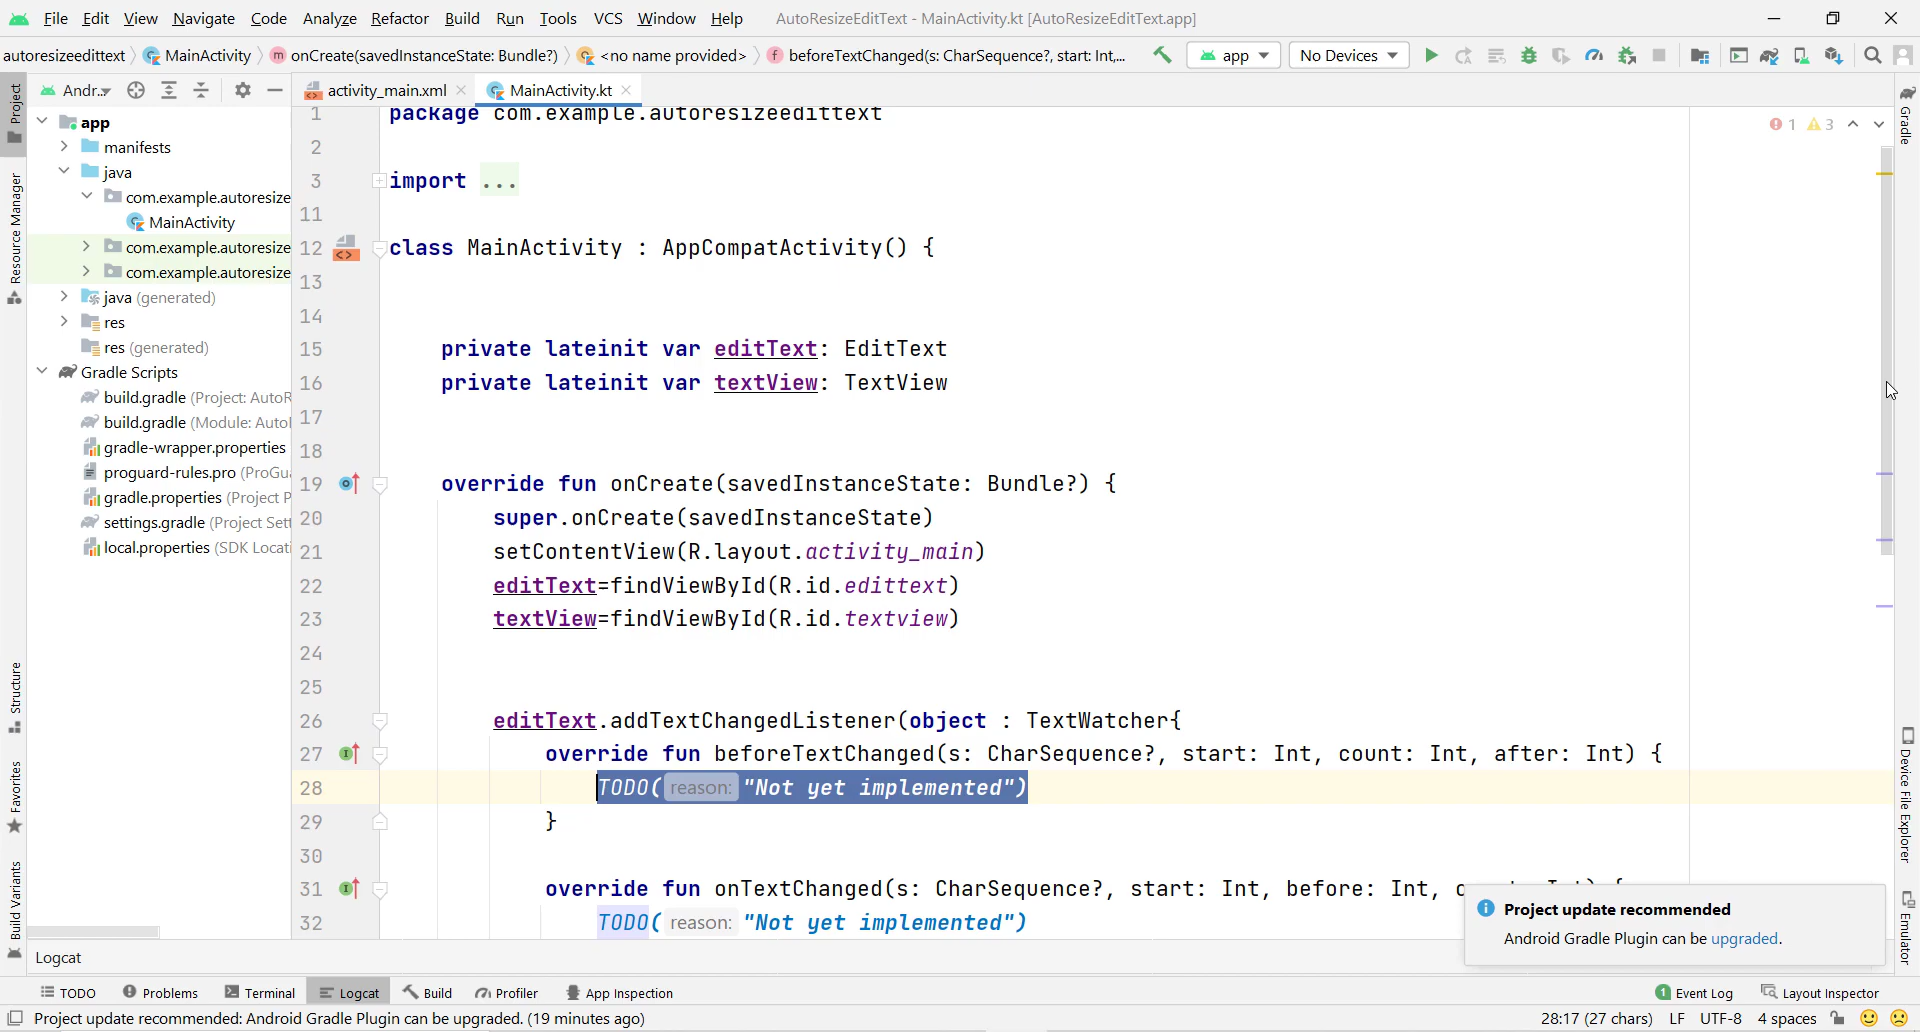 File Edit View Navigate Code Analyze Refactor Build Run Tools VCS Window Help AutoResizeEditText - MainActivity.kt [AutoResizeEditText.app]
autoresizeedittext MainActivity onCreate(savedInstanceState: Bundle?) <no name provided> beforeTextChanged(s: CharSequence?, start: Int,... app No Devices
Andr... activity_main.xml MainActivity.kt
Project
Resource Manager
Structure
Favorites
Build Variants
app
manifests
java
com.example.autoresize
MainActivity
com.example.autoresize
com.example.autoresize
java (generated)
res
res (generated)
Gradle Scripts
build.gradle (Project: AutoR
build.gradle (Module: AutoI
gradle-wrapper.properties
proguard-rules.pro (ProGu
gradle.properties (Project P
settings.gradle (Project Sett
local.properties (SDK Locati
1 package com.example.autoresizeedittext
2
3 import ...
11
12 class MainActivity : AppCompatActivity() {
13
14
15 private lateinit var editText: EditText
16 private lateinit var textView: TextView
17
18
19 override fun onCreate(savedInstanceState: Bundle?) {
20 super.onCreate(savedInstanceState)
21 setContentView(R.layout.activity_main)
22 editText=findViewById(R.id.edittext)
23 textView=findViewById(R.id.textview)
24
25
26 editText.addTextChangedListener(object : TextWatcher{
27 override fun beforeTextChanged(s: CharSequence?, start: Int, count: Int, after: Int) {
28 TODO( reason: "Not yet implemented")
29 }
30
31 override fun onTextChanged(s: CharSequence?, start: Int, before: Int,
32 TODO( reason: "Not yet implemented")
1 3
Gradle
Device File Explorer
Emulator
Project update recommended
Android Gradle Plugin can be upgraded.
Logcat
TODO Problems Terminal Logcat Build Profiler App Inspection 1 Event Log Layout Inspector
Project update recommended: Android Gradle Plugin can be upgraded. (19 minutes ago) 28:17 (27 chars) LF UTF-8 4 spaces